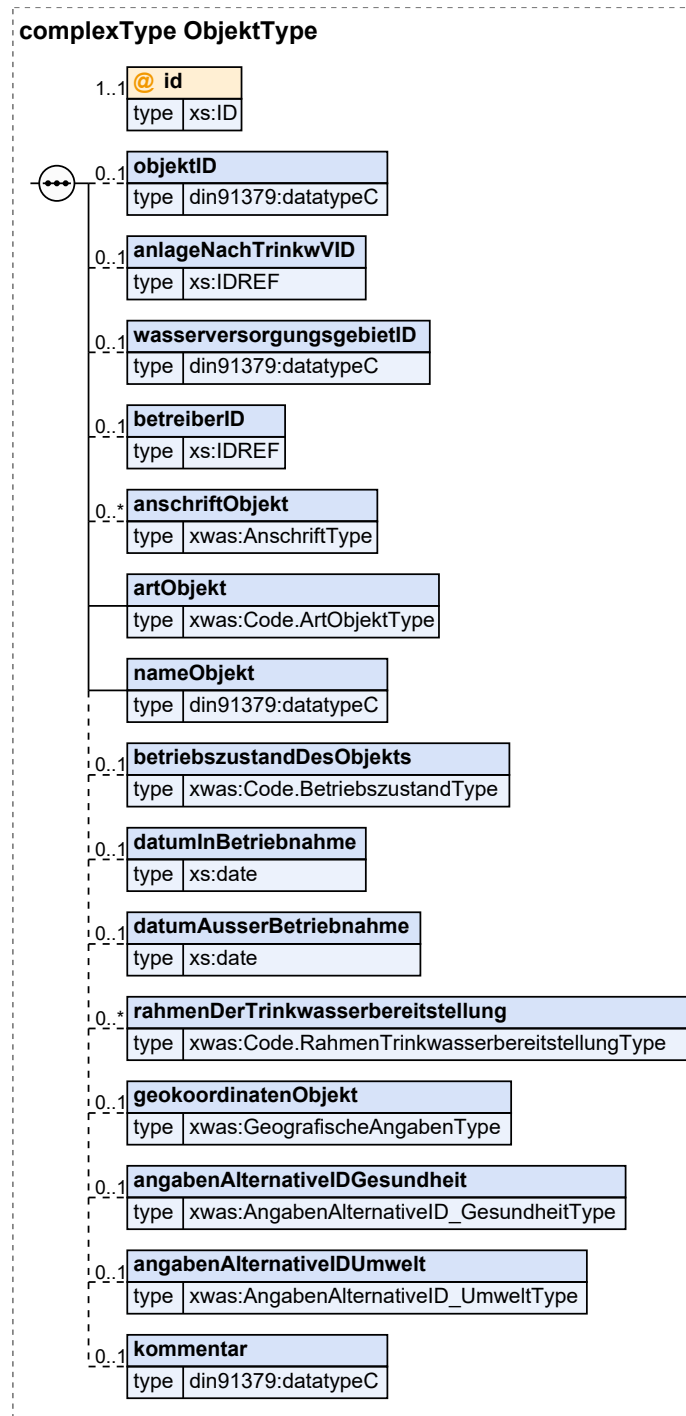 complexType ObjektType
1..1 @ id
type xs:ID
0..1 objektID
type din91379:datatypeC
0..1 anlageNachTrinkwVID
type xs:IDREF
0..1 wasserversorgungsgebietID
type din91379:datatypeC
0..1 betreiberID
type xs:IDREF
0..* anschriftObjekt
type xwas:AnschriftType
artObjekt
type xwas:Code.ArtObjektType
nameObjekt
type din91379:datatypeC
0..1 betriebszustandDesObjekts
type xwas:Code.BetriebszustandType
0..1 datumInBetriebnahme
type xs:date
0..1 datumAusserBetriebnahme
type xs:date
0..* rahmenDerTrinkwasserbereitstellung
type xwas:Code.RahmenTrinkwasserbereitstellungType
0..1 geokoordinatenObjekt
type xwas:GeografischeAngabenType
0..1 angabenAlternativeIDGesundheit
type xwas:AngabenAlternativeID_GesundheitType
0..1 angabenAlternativeIDUmwelt
type xwas:AngabenAlternativeID_UmweltType
0..1 kommentar
type din91379:datatypeC